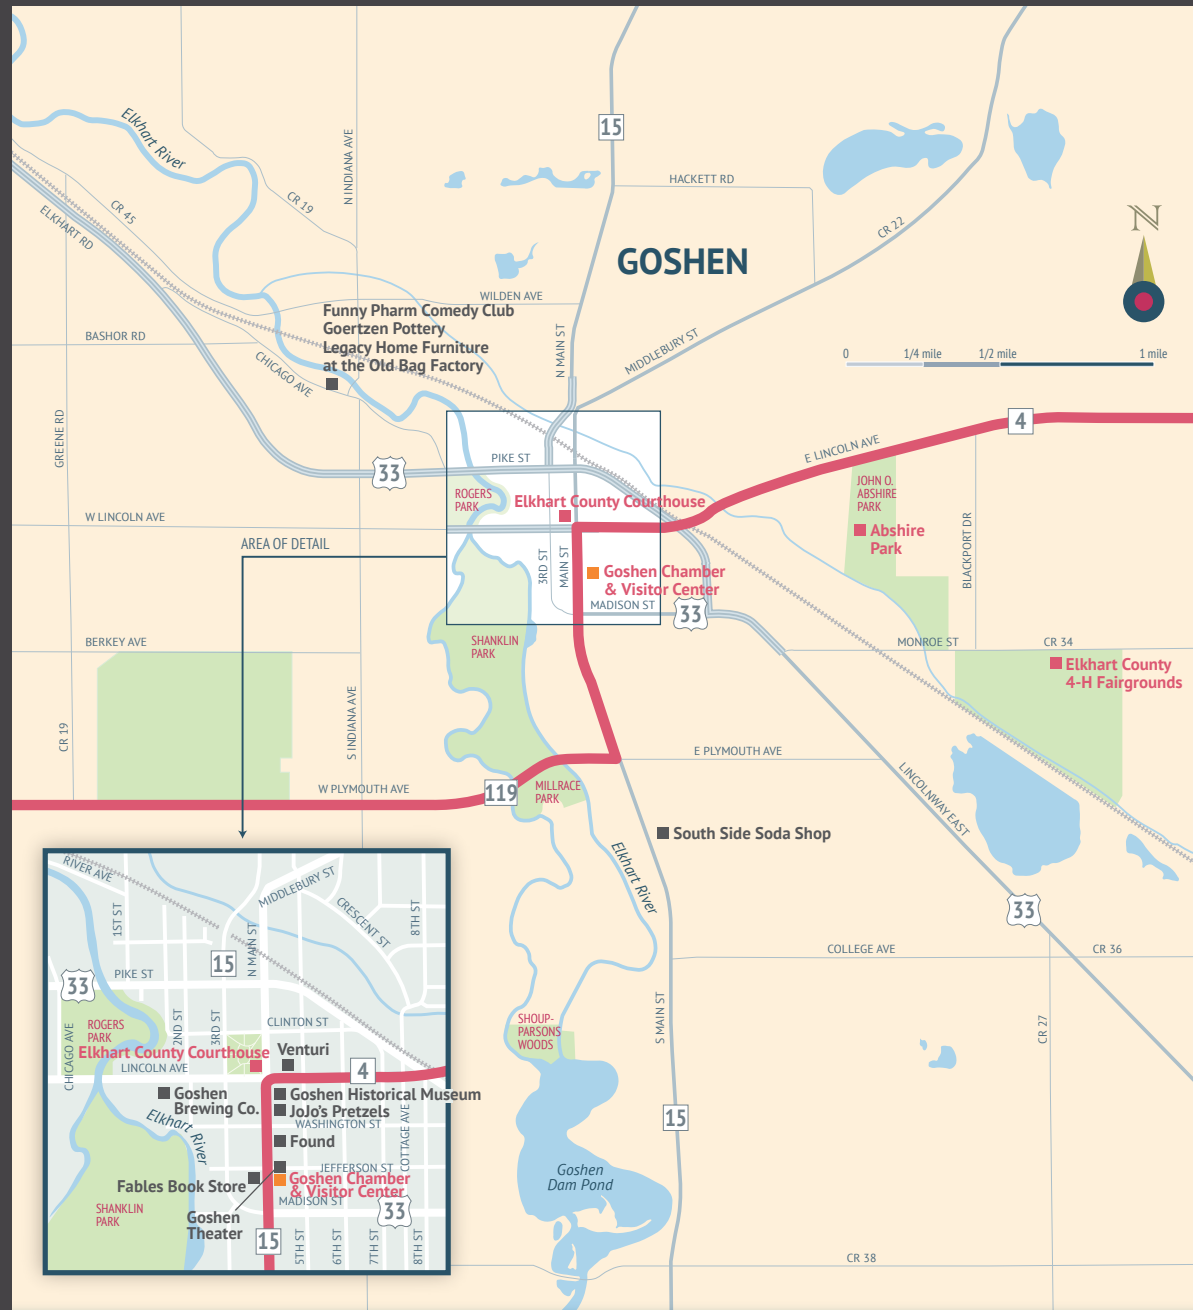 Elkhart River
N INDIANA AVE
15
HACKETT RD
CR 19
CR 45
ELKHART RD
CR 22
N
GOSHEN
WILDEN AVE
Funny Pharm Comedy Club
Goertzen Pottery
Legacy Home Furniture
at the Old Bag Factory
BASHOR RD
CHICAGO AVE
N MAIN ST
MIDDLEBURY ST
0 1/4 mile 1/2 mile 1 mile
GREENE RD
4
E LINCOLN AVE
33
PIKE ST
ROGERS
PARK
Elkhart County Courthouse
JOHN O.
ABSHIRE
PARK
Abshire
Park
W LINCOLN AVE
AREA OF DETAIL
3RD ST
MAIN ST
BLACKPORT DR
Goshen Chamber
& Visitor Center
MADISON ST
33
BERKEY AVE
SHANKLIN
PARK
MONROE ST
CR 34
Elkhart County
4-H Fairgrounds
CR 19
S INDIANA AVE
E PLYMOUTH AVE
W PLYMOUTH AVE
119
MILLRACE
PARK
LINCOLNWAY EAST
South Side Soda Shop
Elkhart River
33
COLLEGE AVE
CR 36
S MAIN ST
SHOUP-
PARSONS
WOODS
CR 27
15
Goshen
Dam Pond
CR 38
RIVER AVE
MIDDLEBURY ST
CRESCENT ST
1ST ST
8TH ST
N MAIN ST
15
PIKE ST
33
ROGERS
PARK
2ND ST
3RD ST
CLINTON ST
CHICAGO AVE
Elkhart County Courthouse
Venturi
LINCOLN AVE
4
Goshen
Brewing Co.
Goshen Historical Museum
JoJo's Pretzels
Elkhart River
WASHINGTON ST
COTTAGE AVE
Found
JEFFERSON ST
Fables Book Store
Goshen Chamber
& Visitor Center
MADISON ST
SHANKLIN
PARK
Goshen
Theater
33
15
5TH ST
6TH ST
7TH ST
8TH ST